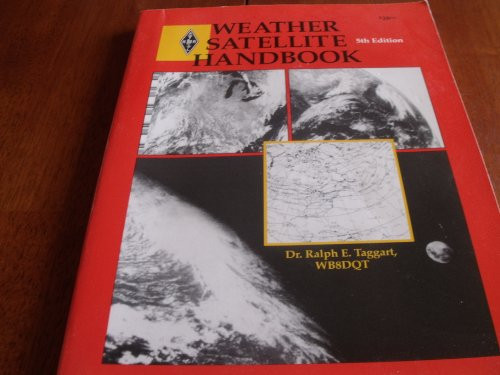 WEATHER
SATELLITE
HANDBOOK
5th Edition
Dr. Ralph E. Taggart,
WB8DQT